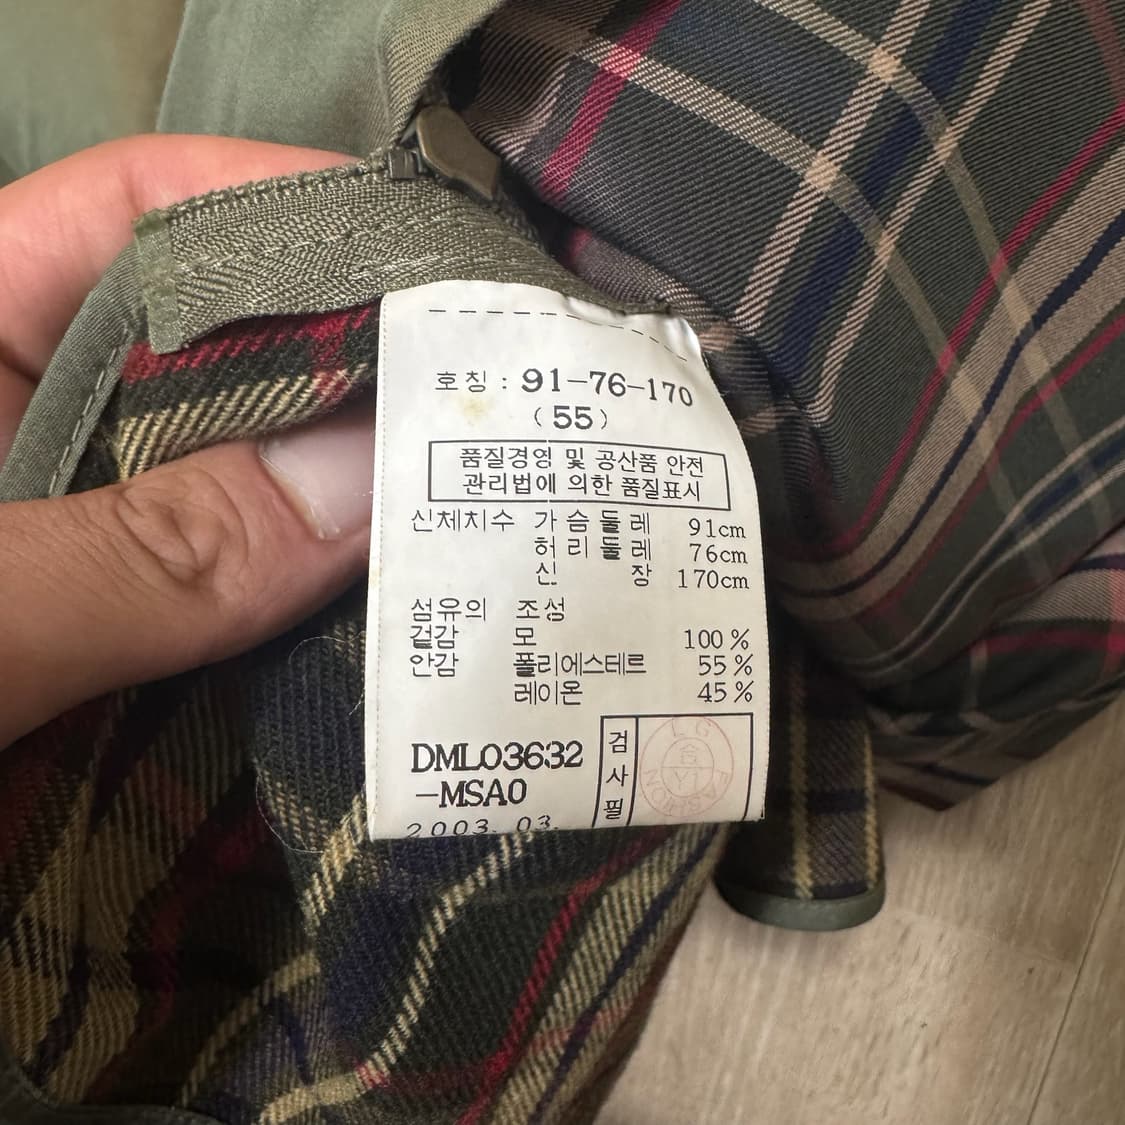 호칭 : 91-76-170
(55)
품질경영 및 공산품 안전
관리법에 의한 품질표시
신체치수 가슴둘레 91cm
허리둘레 76cm
신장 170cm
섬유의 조성
겉감 모 100 %
안감 폴리에스테르 55 %
레이온 45 %
DML03632
-MSA0
2003. 03.
검사필
LG
합
V1
FASHION